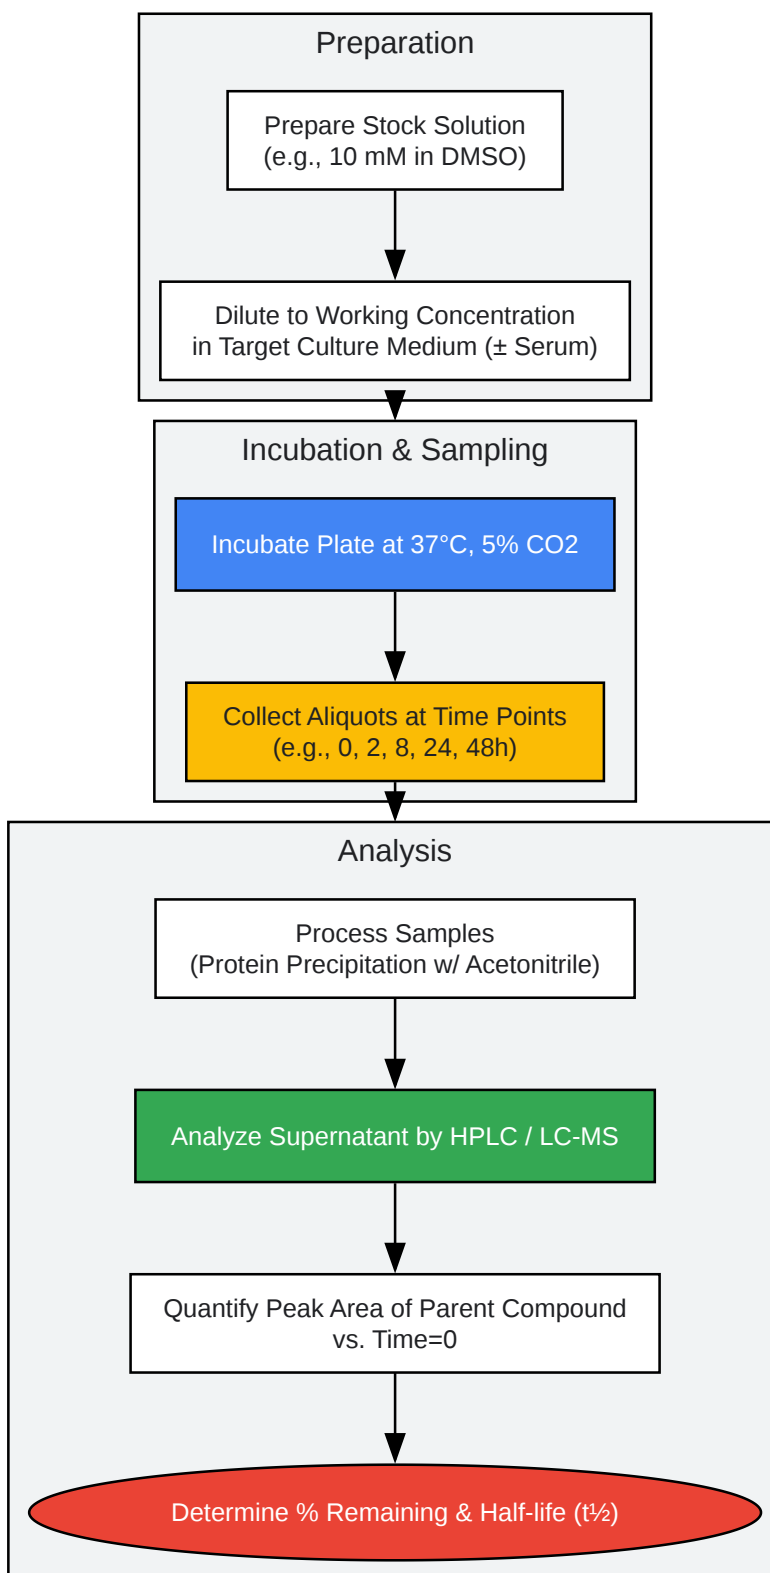 Preparation
Prepare Stock Solution
(e.g., 10 mM in DMSO)
Dilute to Working Concentration
in Target Culture Medium (± Serum)
Incubation & Sampling
Incubate Plate at 37°C, 5% CO2
Collect Aliquots at Time Points
(e.g., 0, 2, 8, 24, 48h)
Analysis
Process Samples
(Protein Precipitation w/ Acetonitrile)
Analyze Supernatant by HPLC / LC-MS
Quantify Peak Area of Parent Compound
vs. Time=0
Determine % Remaining & Half-life (t½)